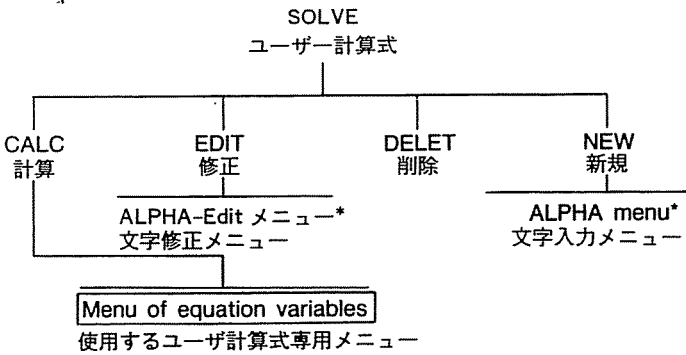 SOLVE
ユーザー計算式
CALC
計算
EDIT
修正
DELET
削除
NEW
新規
ALPHA-Edit メニュー*
文字修正メニュー
ALPHA menu*
文字入力メニュー
Menu of equation variables
使用するユーザ計算式専用メニュー